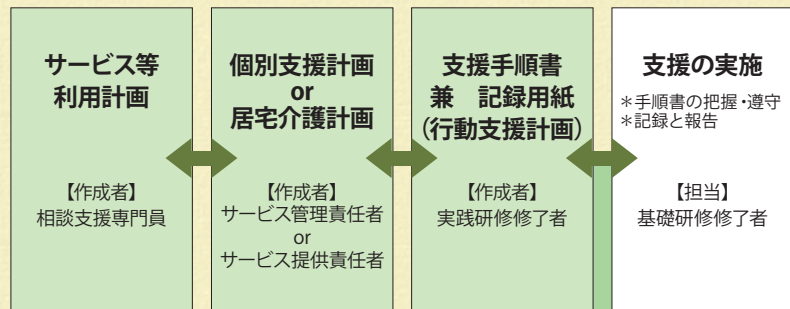 サービス等
利用計画
【作成者】
相談支援専門員
個別支援計画
or
居宅介護計画
【作成者】
サービス管理責任者
or
サービス提供責任者
支援手順書
兼　記録用紙
（行動支援計画）
【作成者】
実践研修修了者
支援の実施
＊手順書の把握・遵守
＊記録と報告
【担当】
基礎研修修了者